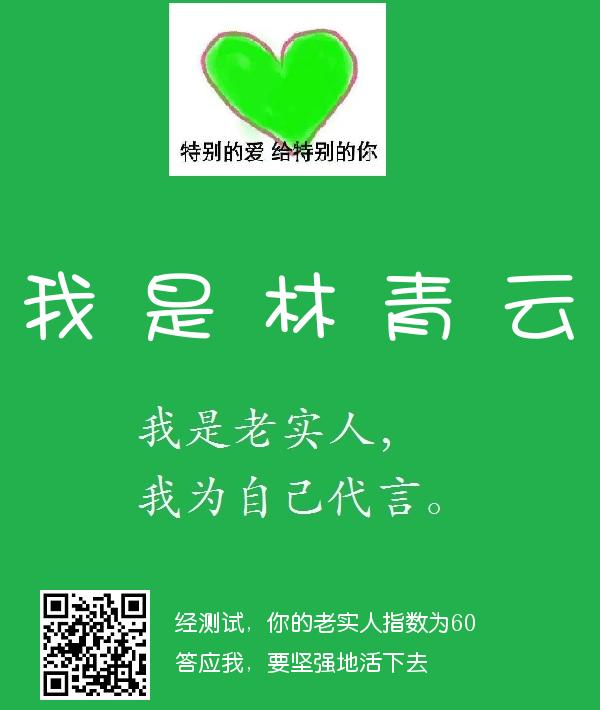 特别的爱 给特别的你
我是林青云
我是老实人，
我为自己代言。
经测试，你的老实人指数为60
答应我，要坚强地活下去